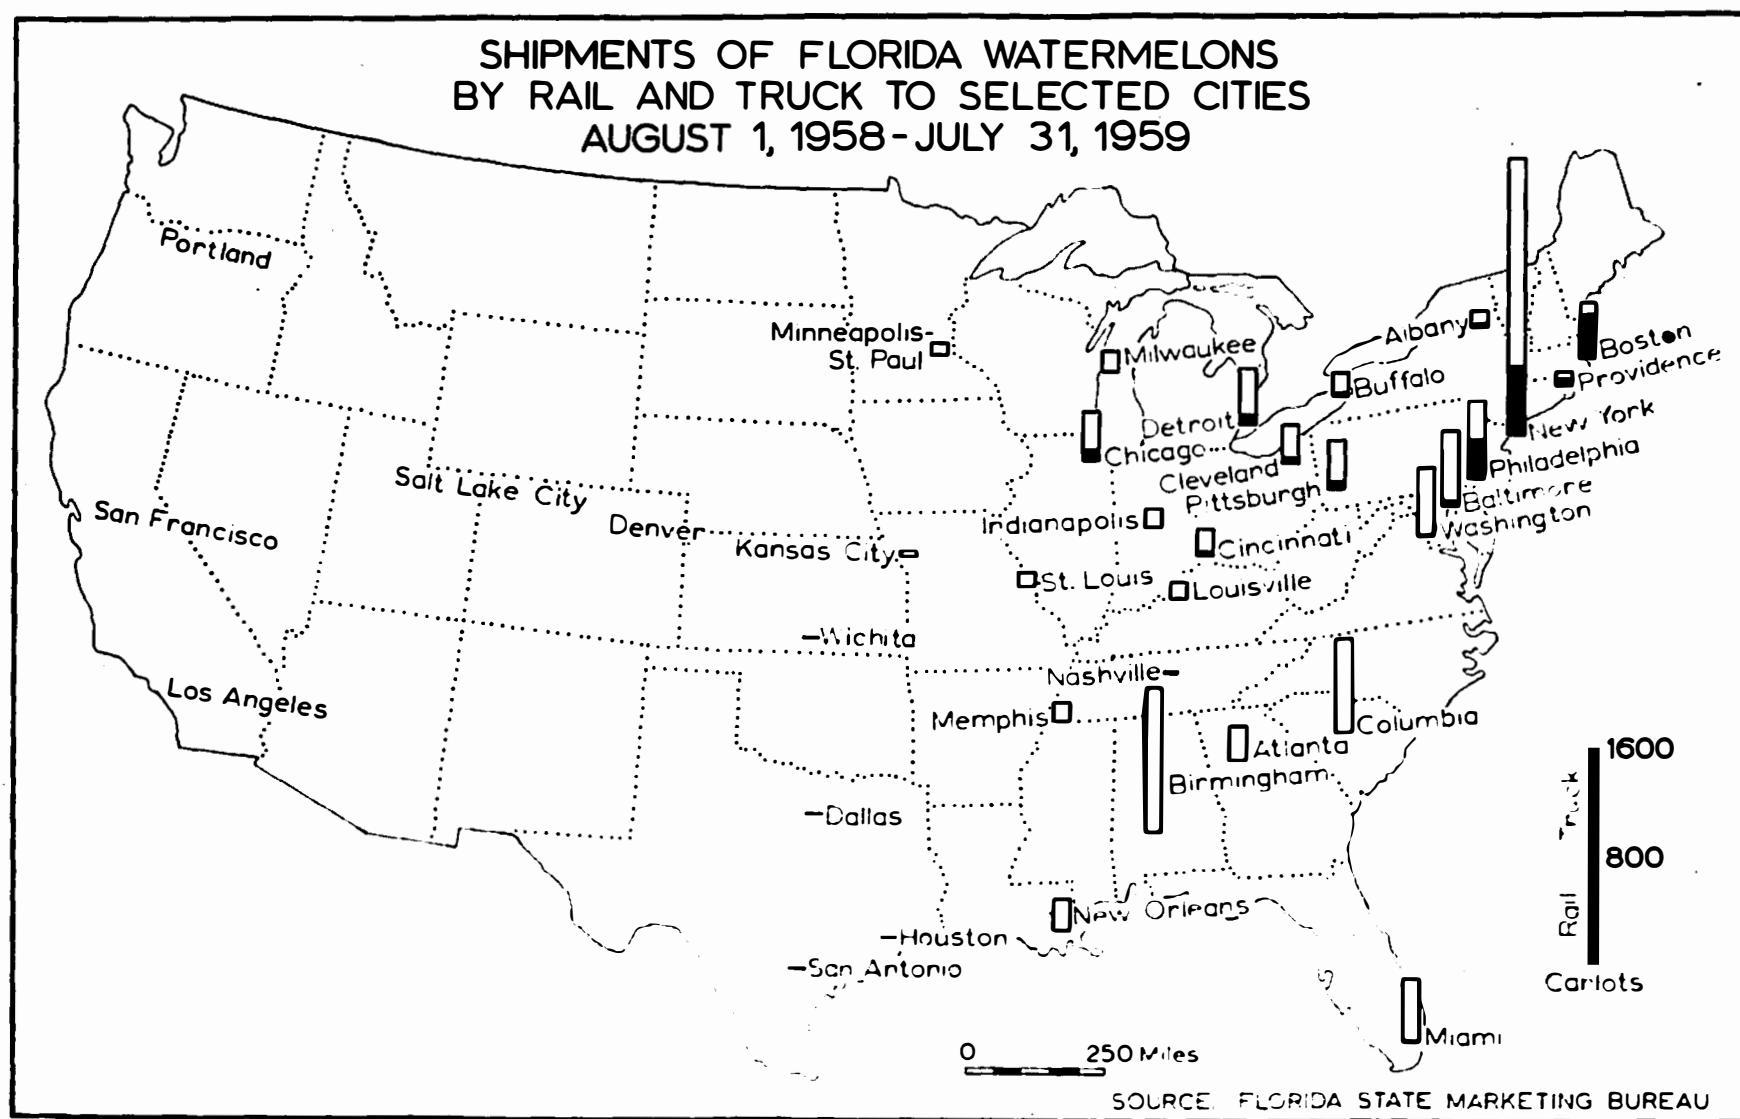 SHIPMENTS OF FLORIDA WATERMELONS
BY RAIL AND TRUCK TO SELECTED CITIES
AUGUST 1, 1958-JULY 31, 1959
Portland
Minneapolis-
St. Paul
Milwaukee
Albany
Boston
Providence
Buffalo
New York
Detroit
Chicago
Cleveland
Philadelphia
Pittsburgh
Baltimore
Washington
Salt Lake City
San Francisco
Denver
Kansas City
Indianapolis
Cincinnati
St. Louis
Louisville
Wichita
Los Angeles
Nashville
Memphis
Columbia
Atlanta
Birmingham
Dallas
New Orleans
Houston
San Antonio
Miami
1600
800
Rail Truck
Carlots
0 250 Miles
SOURCE. FLORIDA STATE MARKETING BUREAU